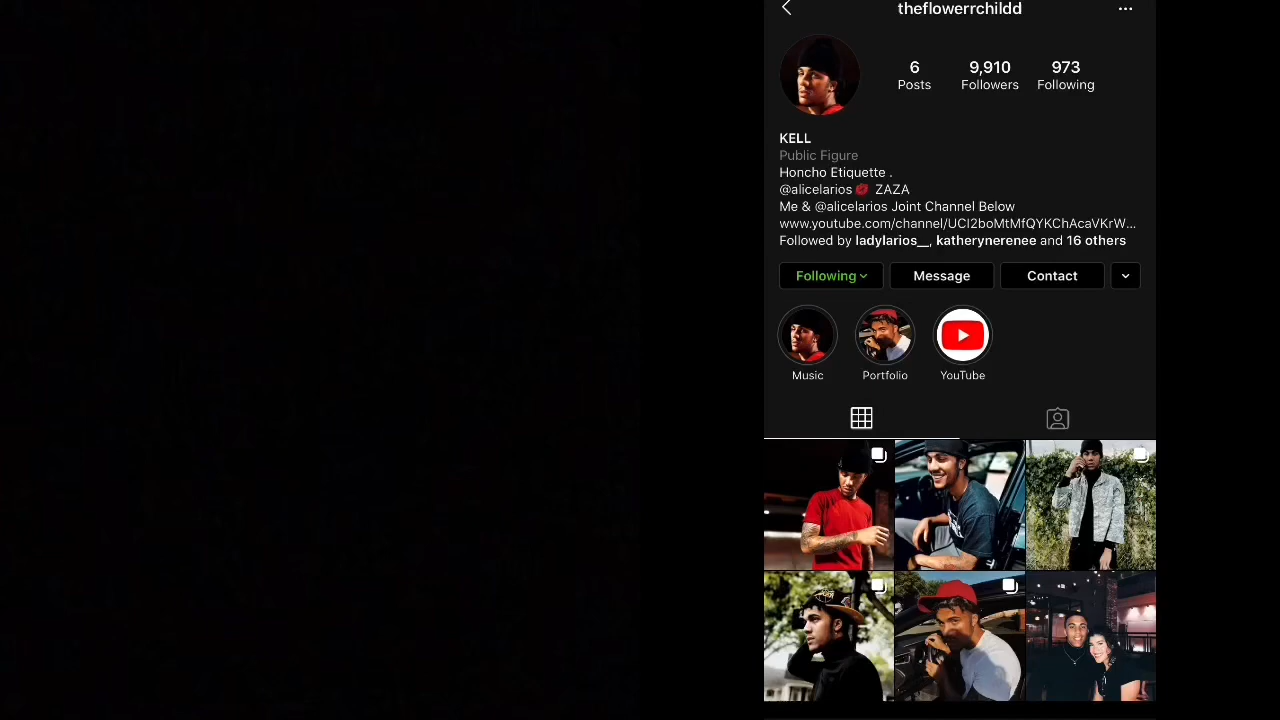 theflowerrchildd
6
9,910
973
Posts
Followers
Following
KELL
Public Figure
Honcho Etiquette .
@alicelarios💋 ZAZA
Me & @alicelarios Joint Channel Below
www.youtube.com/channel/UCI2boMtMfQYKChAcaVKrW...
Followed by ladylarios__, katherynerenee and 16 others
Following
Message
Contact
Music
Portfolio
YouTube